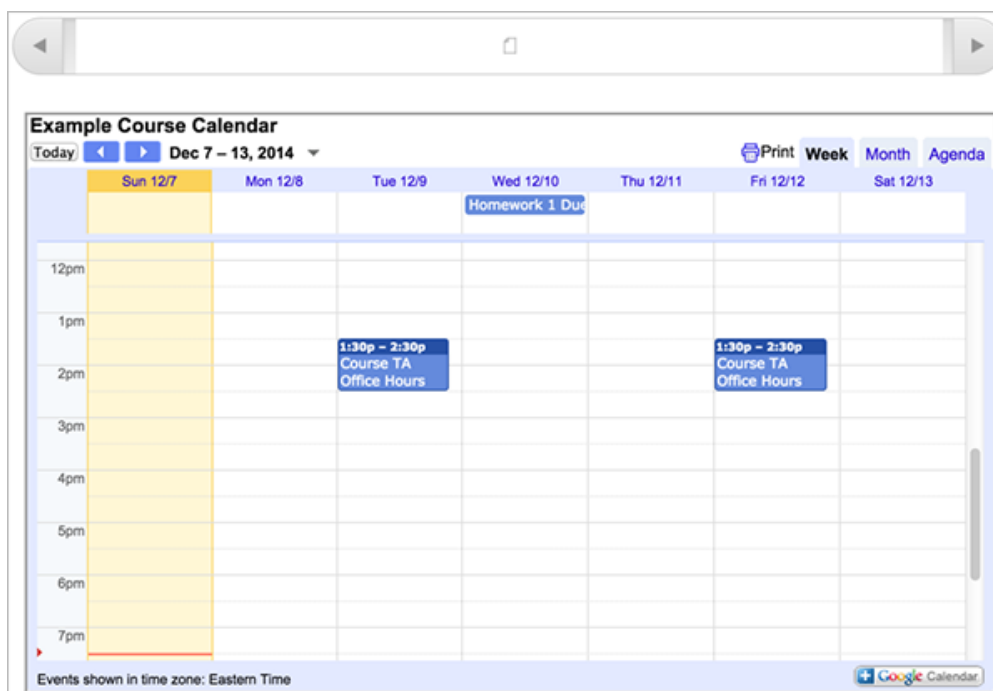 Example Course Calendar
Today Dec 7 – 13, 2014 Print Week Month Agenda
Sun 12/7 Mon 12/8 Tue 12/9 Wed 12/10 Thu 12/11 Fri 12/12 Sat 12/13
Homework 1 Due
12pm
1pm
1:30p – 2:30p 1:30p – 2:30p
Course TA Course TA
2pm
Office Hours Office Hours
3pm
4pm
5pm
6pm
7pm
Events shown in time zone: Eastern Time Google Calendar